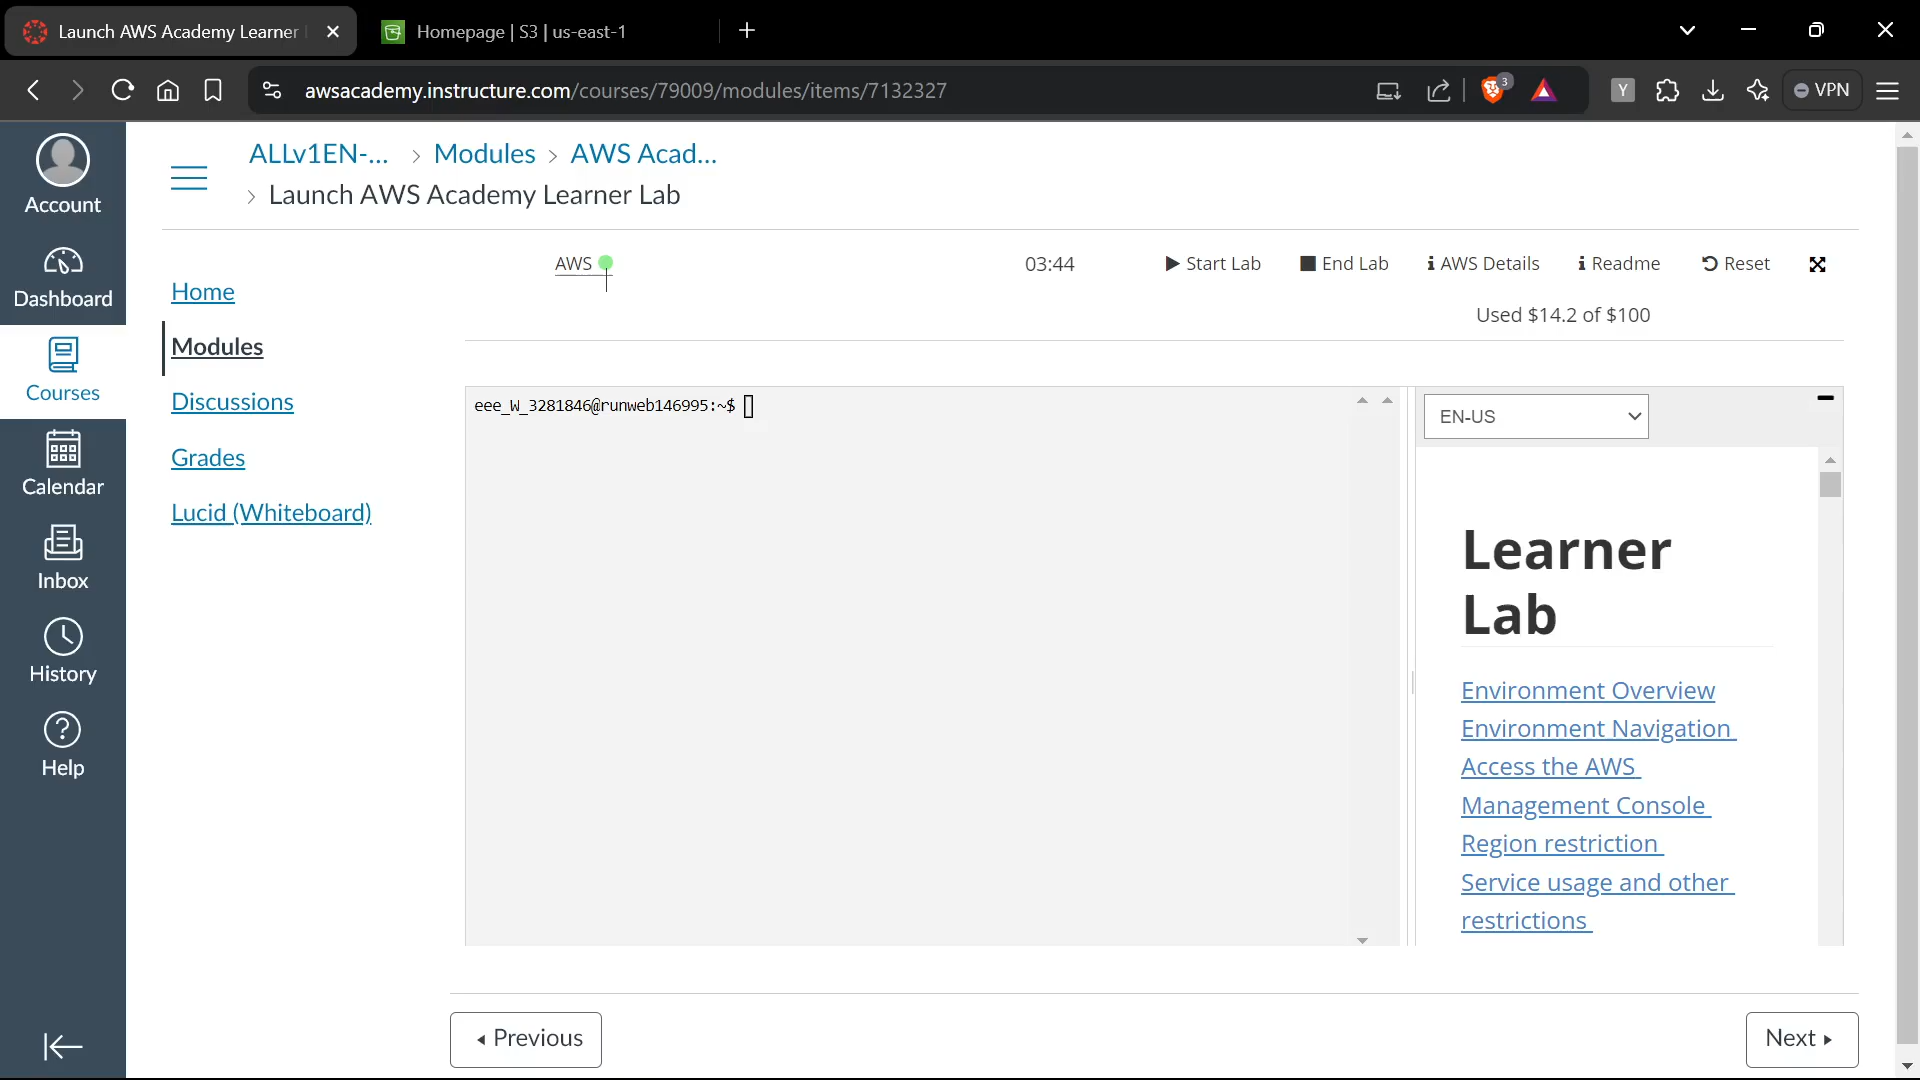 Launch AWS Academy Learner
Homepage | S3 | us-east-1
awsacademy.instructure.com/courses/79009/modules/items/7132327
3
Y
VPN
Account
Dashboard
Courses
Calendar
Inbox
History
Help
ALLv1EN-... > Modules > AWS Acad...
> Launch AWS Academy Learner Lab
Home
Modules
Discussions
Grades
Lucid (Whiteboard)
AWS
03:44
Start Lab
End Lab
AWS Details
Readme
Reset
Used $14.2 of $100
eee_W_3281846@runweb146995:~$
EN-US
Learner
Lab
Environment Overview
Environment Navigation
Access the AWS
Management Console
Region restriction
Service usage and other
restrictions
Previous
Next